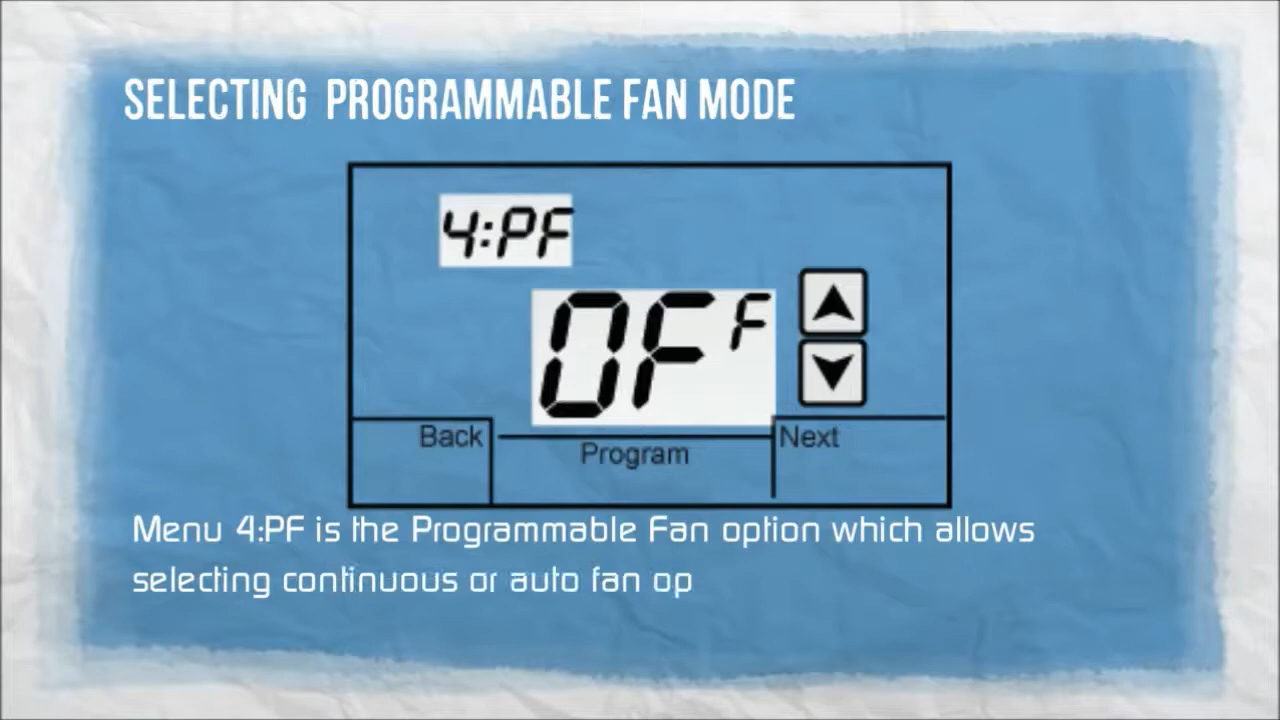 SELECTING PROGRAMMABLE FAN MODE
4:PF
OFF
Back
Program
Next
Menu 4:PF is the Programmable Fan option which allows
selecting continuous or auto fan op